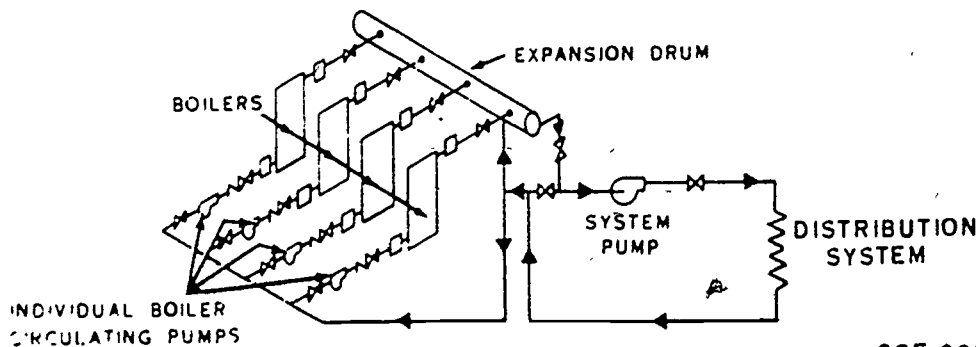 EXPANSION DRUM
BOILERS
SYSTEM
PUMP
DISTRIBUTION
SYSTEM
INDIVIDUAL BOILER
CIRCULATING PUMPS